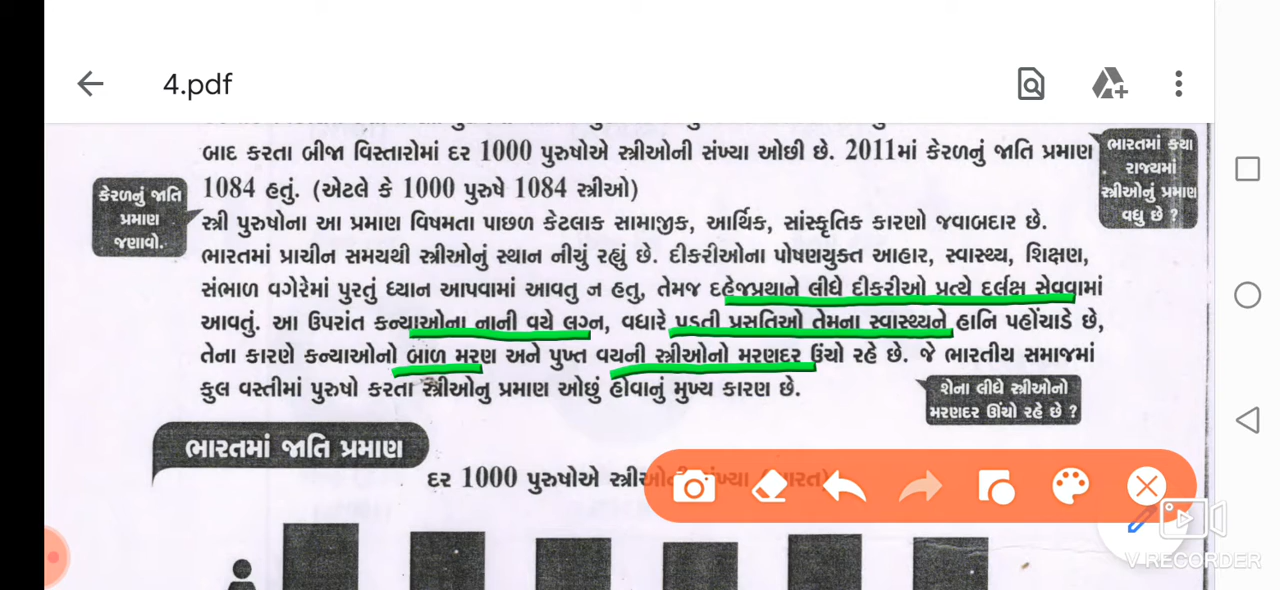 4.pdf
બાદ કરતા બીજા વિસ્તારોમાં દર 1000 પુરુષોએ સ્ત્રીઓની સંખ્યા ઓછી છે. 2011માં કેરળનું જાતિ પ્રમાણ
1084 હતું. (એટલે કે 1000 પુરુષે 1084 સ્ત્રીઓ)
સ્ત્રી પુરુષોના આ પ્રમાણ વિષમતા પાછળ કેટલાક સામાજીક, આર્થિક, સાંસ્કૃતિક કારણો જવાબદાર છે.
ભારતમાં પ્રાચીન સમયથી સ્ત્રીઓનું સ્થાન નીચું રહ્યું છે. દીકરીઓના પોષણયુક્ત આહાર, સ્વાસ્થ્ય, શિક્ષણ,
સંભાળ વગેરેમાં પુરતું ધ્યાન આપવામાં આવતુ ન હતુ, તેમજ દહેજપ્રથાને લીધે દીકરીઓ પ્રત્યે દર્લક્ષ સેવવામાં
આવતું. આ ઉપરાંત કન્યાઓના નાની વયે લગ્ન, વધારે પડતી પ્રસતિઓ તેમના સ્વાસ્થ્યને હાનિ પહોંચાડે છે,
તેના કારણે કન્યાઓનો બાળ મરણ અને પુખ્ત વયની સ્ત્રીઓનો મરણદર ઉંચો રહે છે. જે ભારતીય સમાજમાં
કુલ વસ્તીમાં પુરુષો કરતા સ્ત્રીઓનુ પ્રમાણ ઓછું હોવાનું મુખ્ય કારણ છે.
કેરળનું જાતિ
પ્રમાણ
જણાવો.
ભારતમાં કયા
રાજ્યમાં
સ્ત્રીઓનું પ્રમાણ
વધુ છે ?
શેના લીધે સ્ત્રીઓનો
મરણદર ઊંચો રહે છે ?
ભારતમાં જાતિ પ્રમાણ
દર 1000 પુરુષોએ
V RECORDER